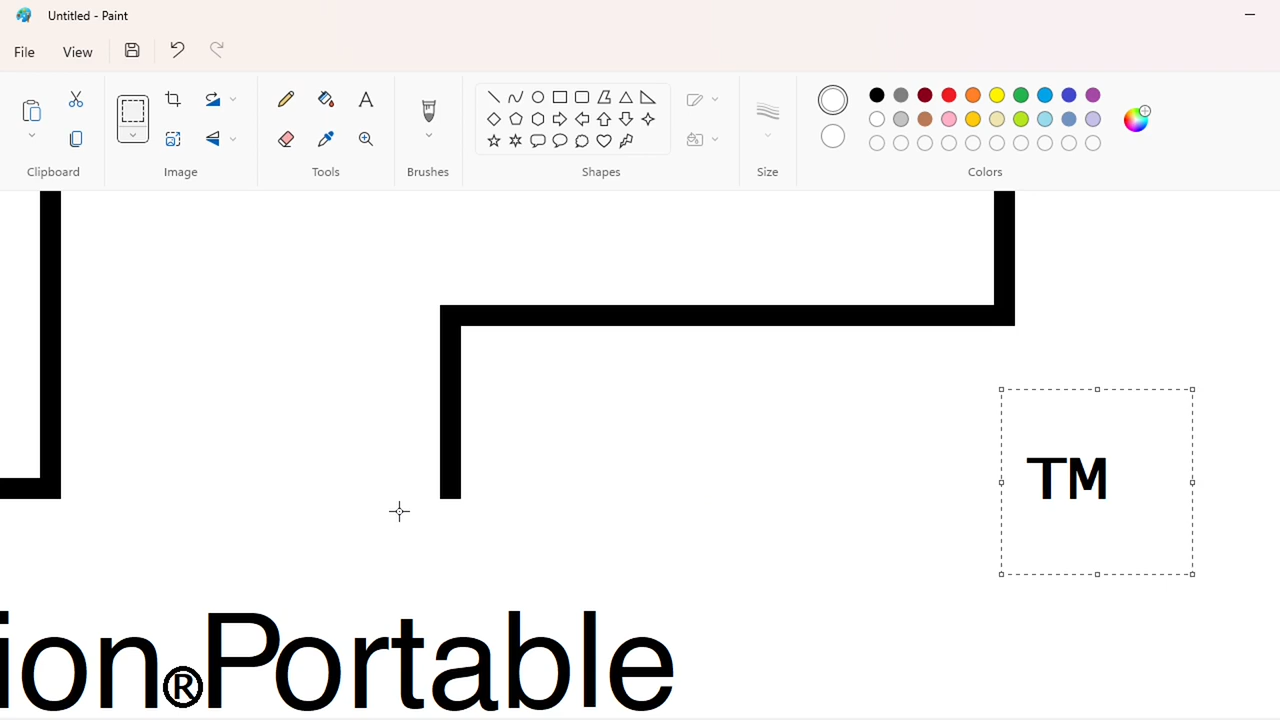 Untitled - Paint
File View
Clipboard Image Tools Brushes Shapes Size Colors
TM
ion®Portable